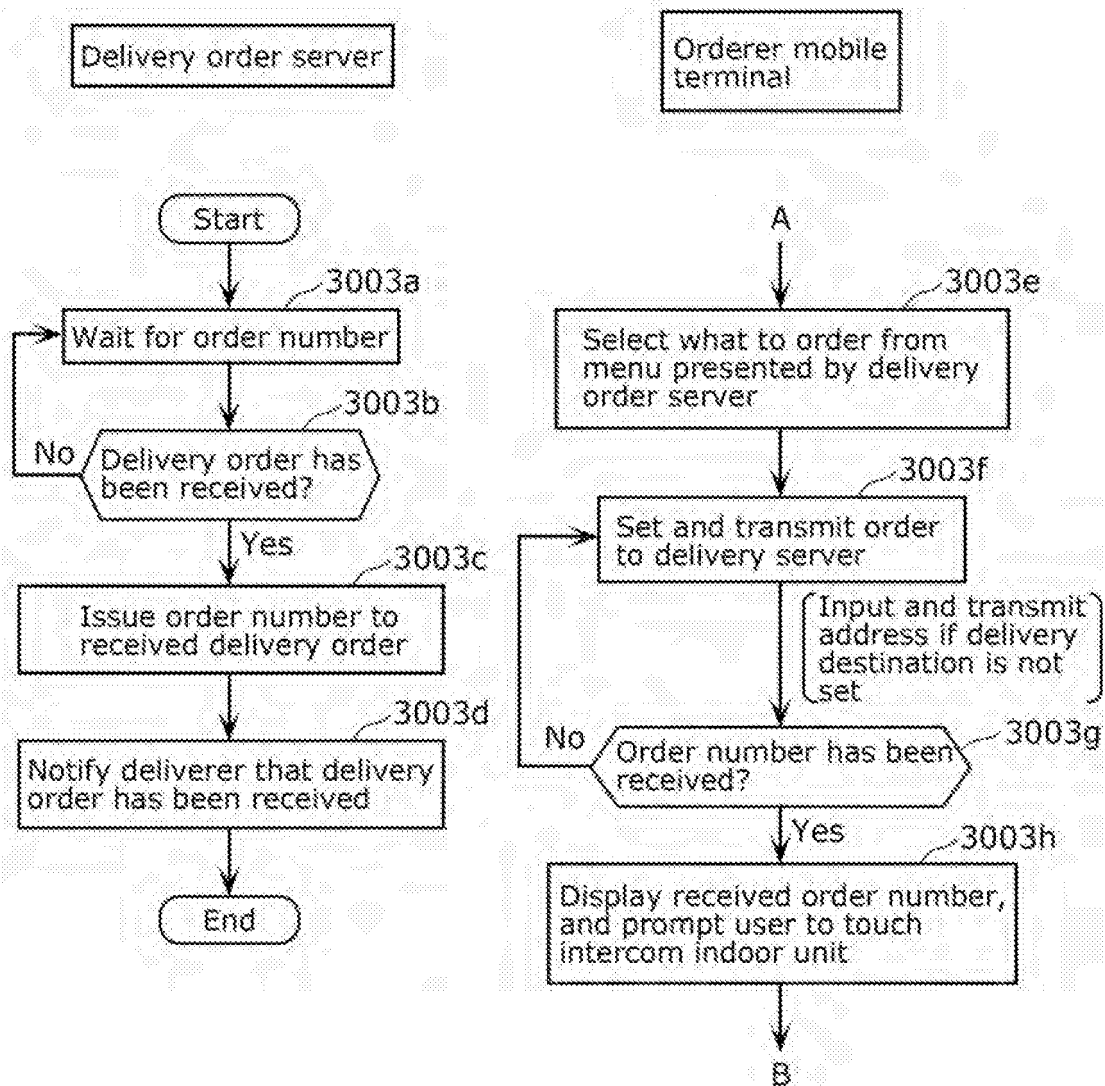 Delivery order server
Start
3003a
Wait for order number
3003b
No
Delivery order has
been received?
Yes
3003c
Issue order number to
received delivery order
3003d
Notify deliverer that delivery
order has been received
End
Orderer mobile
terminal
A
3003e
Select what to order from
menu presented by delivery
order server
3003f
Set and transmit order
to delivery server
Input and transmit
address if delivery
destination is not
set
No
3003g
Order number has been
received?
Yes
3003h
Display received order number,
and prompt user to touch
intercom indoor unit
B